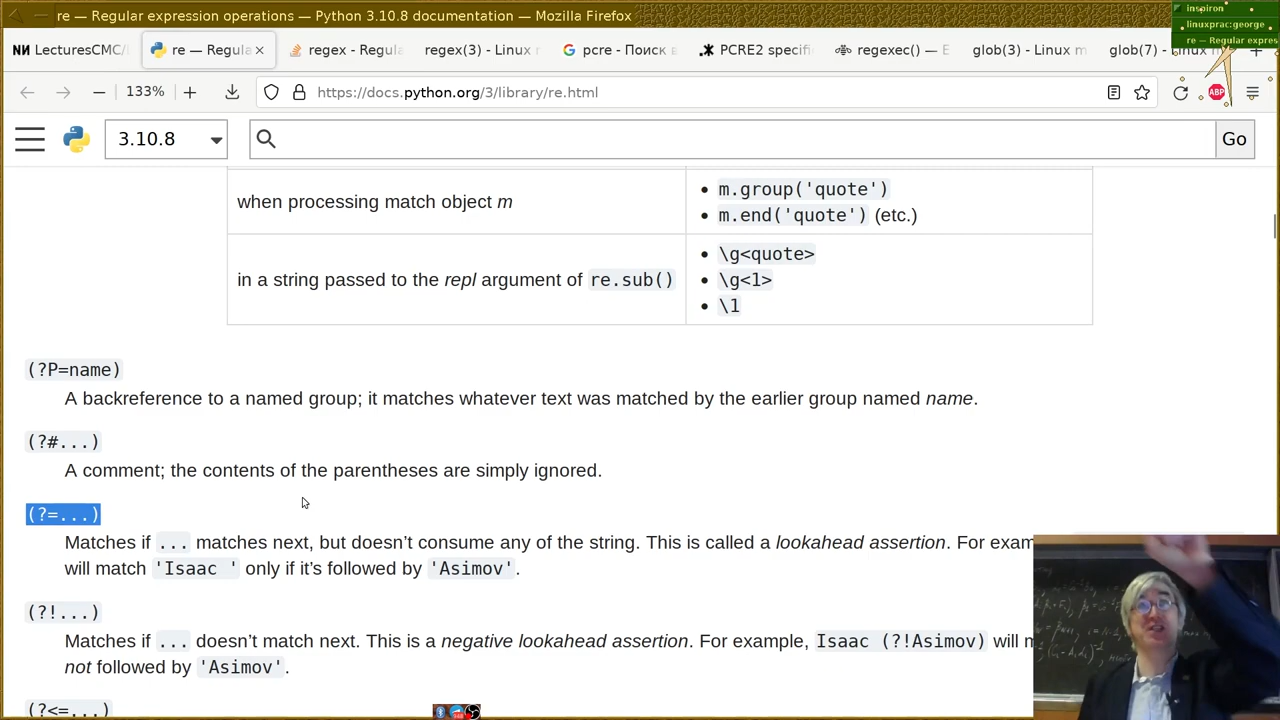 re — Regular expression operations — Python 3.10.8 documentation — Mozilla Firefox
inspiron
linuxprac:george
re — Regular expres
LecturesCMC/
re — Regula
regex - Regula
regex(3) - Linux
pcre - Поиск
PCRE2 specifi
regexec() — E
glob(3) - Linux m
glob(7) -
133%
https://docs.python.org/3/library/re.html
ABP
3.10.8
Go
when processing match object m
m.group('quote')
m.end('quote') (etc.)
in a string passed to the repl argument of re.sub()
\g<quote>
\g<1>
\1
(?P=name)
A backreference to a named group; it matches whatever text was matched by the earlier group named name.
(?#...)
A comment; the contents of the parentheses are simply ignored.
(?=...)
Matches if ... matches next, but doesn’t consume any of the string. This is called a lookahead assertion. For exam
will match 'Isaac ' only if it’s followed by 'Asimov'.
(?!...)
Matches if ... doesn’t match next. This is a negative lookahead assertion. For example, Isaac (?!Asimov) will m
not followed by 'Asimov'.
(?<=...)